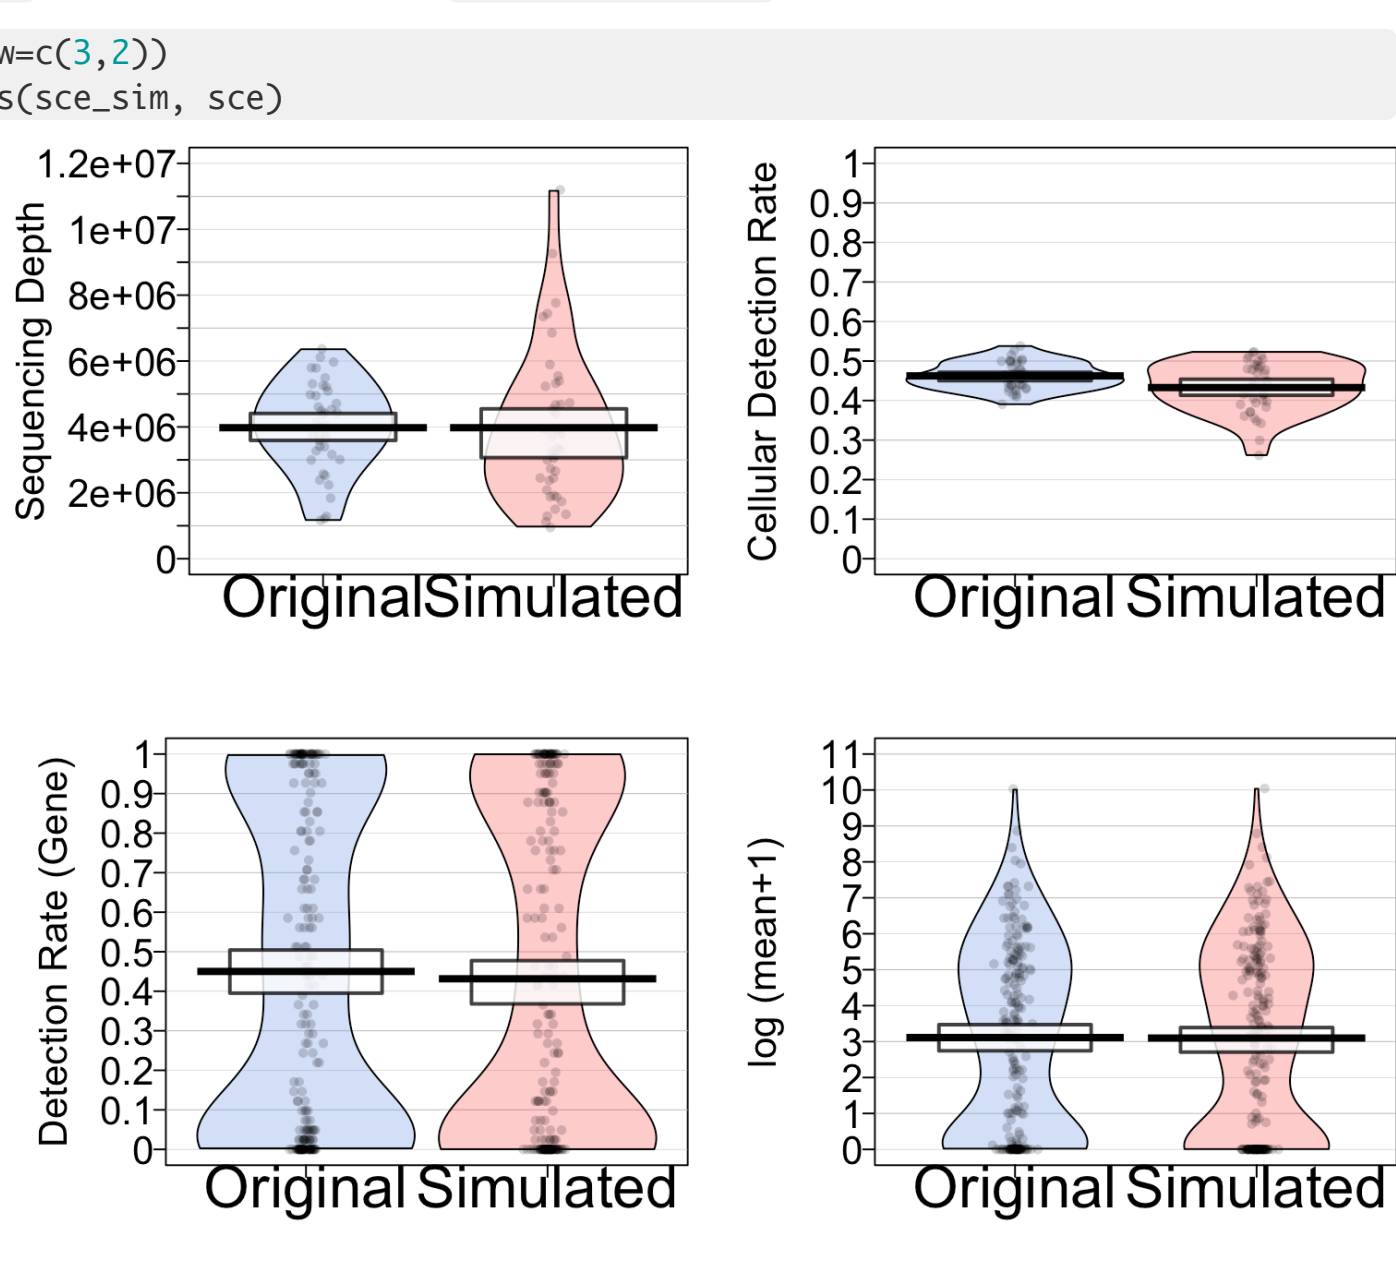 w=c(3,2))
s(sce_sim, sce)
Sequencing Depth
1.2e+07
1e+07
8e+06
6e+06
4e+06
2e+06
0
Original Simulated
Cellular Detection Rate
1
0.9
0.8
0.7
0.6
0.5
0.4
0.3
0.2
0.1
0
Original Simulated
Detection Rate (Gene)
1
0.9
0.8
0.7
0.6
0.5
0.4
0.3
0.2
0.1
0
Original Simulated
log (mean+1)
11
10
9
8
7
6
5
4
3
2
1
0
Original Simulated